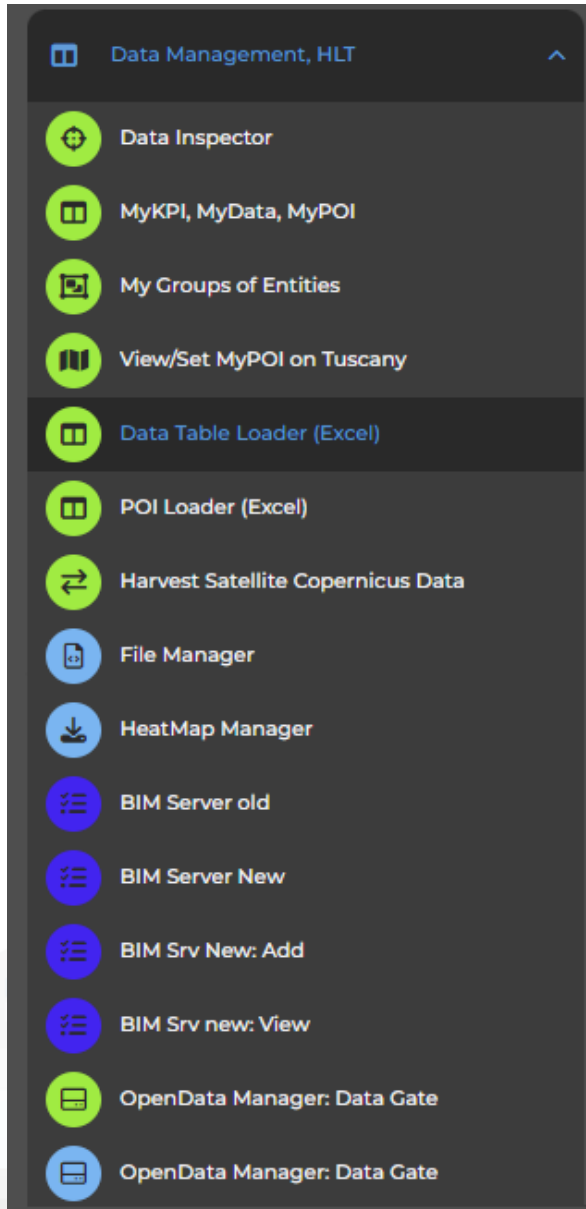 Data Management, HLT
Data Inspector
MyKPI, MyData, MyPOI
My Groups of Entities
View/Set MyPOI on Tuscany
Data Table Loader (Excel)
POI Loader (Excel)
Harvest Satellite Copernicus Data
File Manager
HeatMap Manager
BIM Server old
BIM Server New
BIM Srv New: Add
BIM Srv new: View
OpenData Manager: Data Gate
OpenData Manager: Data Gate